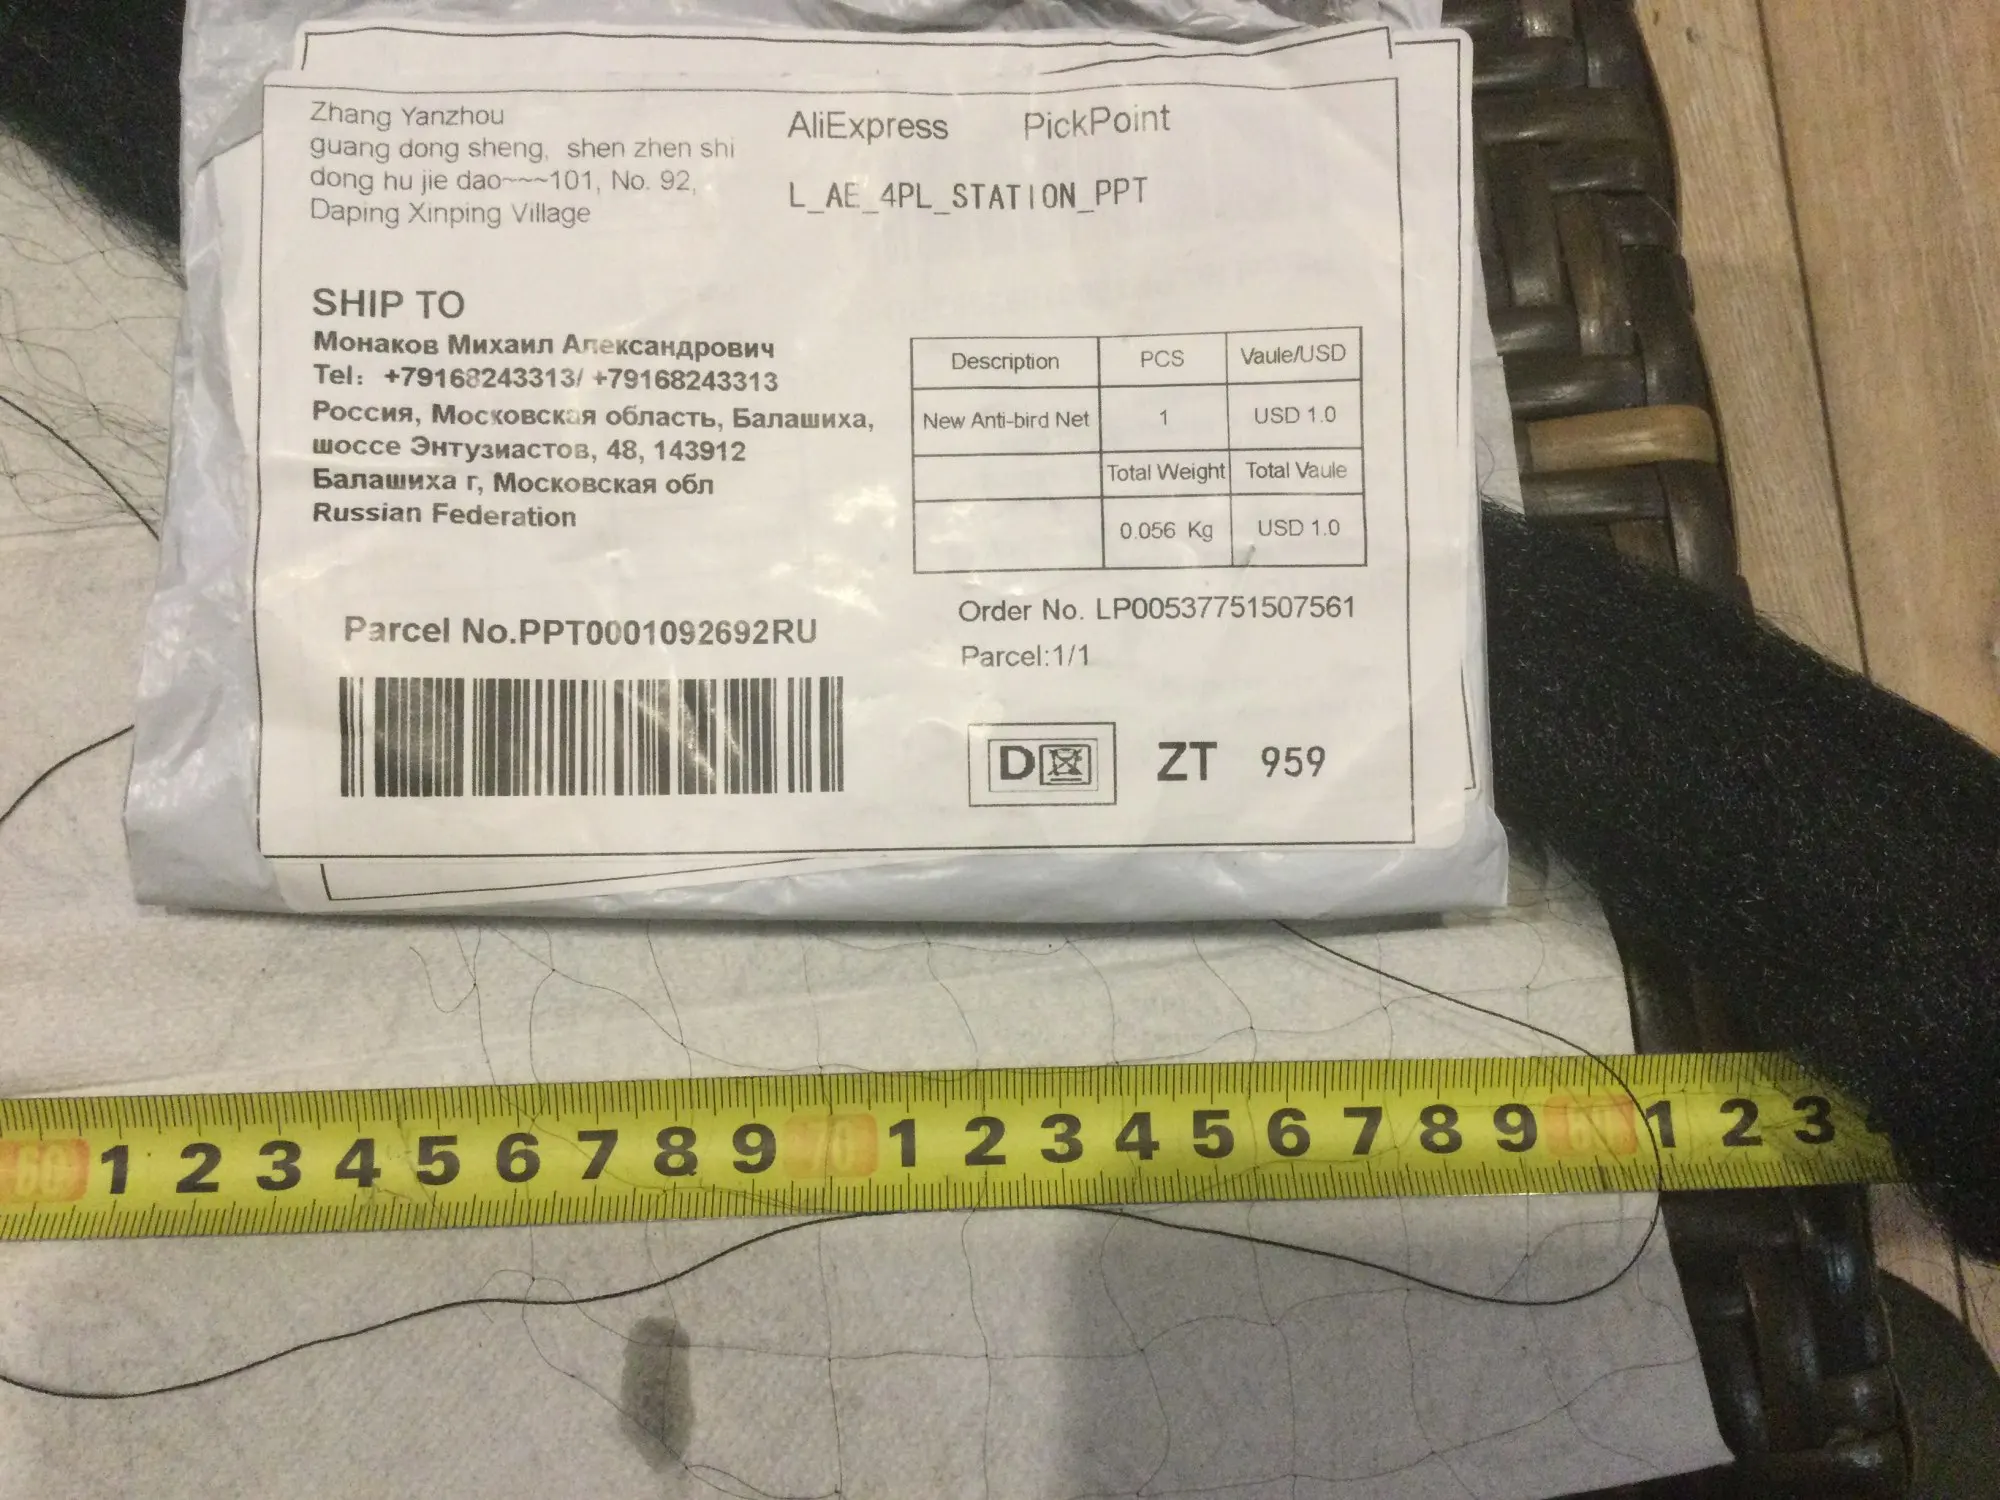 Zhang Yanzhou
guang dong sheng, shen zhen shi
dong hu jie dao~~~101, No. 92,
Daping Xinping Village
AliExpress PickPoint
L_AE_4PL_STATION_PPT
SHIP TO
Монаков Михаил Александрович
Tel: +79168243313/ +79168243313
Россия, Московская область, Балашиха,
шоссе Энтузиастов, 48, 143912
Балашиха г, Московская обл
Russian Federation
Description PCS Vaule/USD
New Anti-bird Net 1 USD 1.0
Total Weight Total Vaule
0.056 Kg USD 1.0
Parcel No.PPT0001092692RU
Order No. LP00537751507561
Parcel:1/1
D ZT 959
60 1 2 3 4 5 6 7 8 9 70 1 2 3 4 5 6 7 8 9 1 2 3